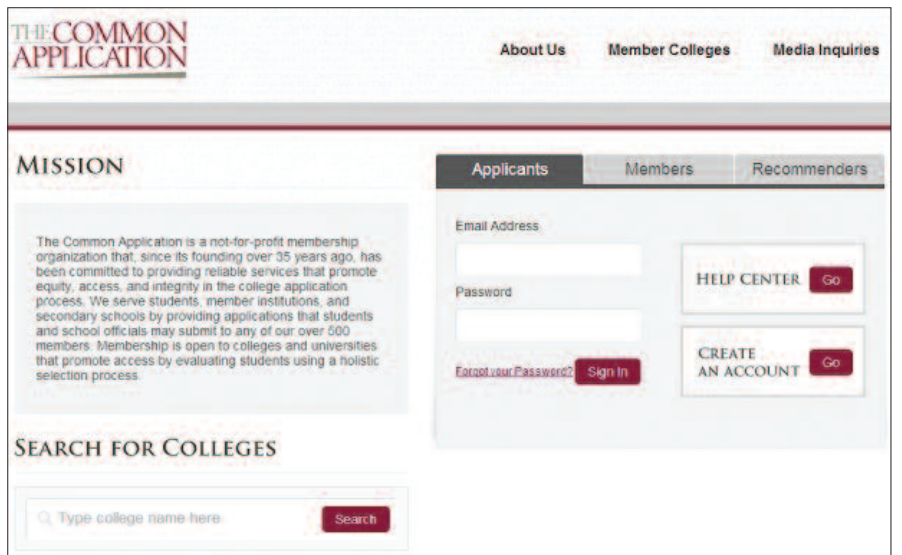 THE COMMON
APPLICATION
About Us Member Colleges Media Inquiries
MISSION
The Common Application is a not-for-profit membership
organization that, since its founding over 35 years ago, has
been committed to providing reliable services that promote
equity, access, and integrity in the college application
process. We serve students, member institutions, and
secondary schools by providing applications that students
and school officials may submit to any of our over 500
members. Membership is open to colleges and universities
that promote access by evaluating students using a holistic
selection process.
Applicants Members Recommenders
Email Address
Password
Forgot your Password? Sign In
HELP CENTER Go
CREATE
AN ACCOUNT Go
SEARCH FOR COLLEGES
Type college name here Search